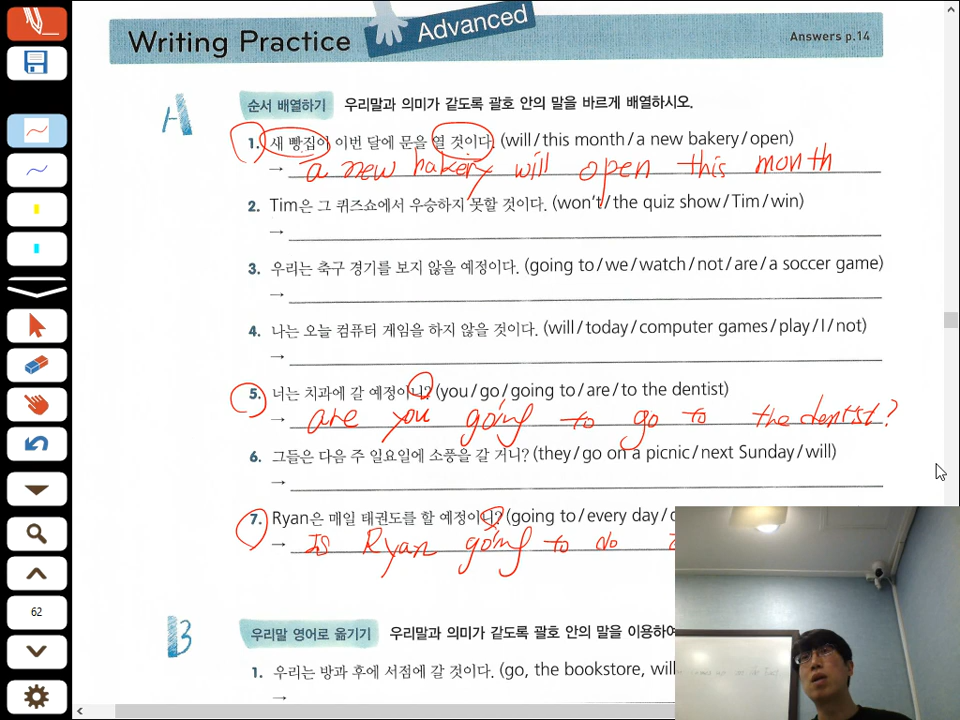 Writing Practice
Advanced
Answers p.14
A
순서 배열하기 우리말과 의미가 같도록 괄호 안의 말을 바르게 배열하시오.
1. 새 빵집이 이번 달에 문을 열 것이다. (will / this month / a new bakery / open)
→ a new bakery will open this month
2. Tim은 그 퀴즈쇼에서 우승하지 못할 것이다. (won't / the quiz show / Tim / win)
→
3. 우리는 축구 경기를 보지 않을 예정이다. (going to / we / watch / not / are / a soccer game)
→
4. 나는 오늘 컴퓨터 게임을 하지 않을 것이다. (will / today / computer games / play / I / not)
→
5. 너는 치과에 갈 예정이니? (you / go / going to / are / to the dentist)
→ are you going to go to the dentist?
6. 그들은 다음 주 일요일에 소풍을 갈 거니? (they / go on a picnic / next Sunday / will)
→
7. Ryan은 매일 태권도를 할 예정이니? (going to / every day /
→ Is Ryan going to do
B
우리말 영어로 옮기기 우리말과 의미가 같도록 괄호 안의 말을 이용하여
1. 우리는 방과 후에 서점에 갈 것이다. (go, the bookstore, will
→
62